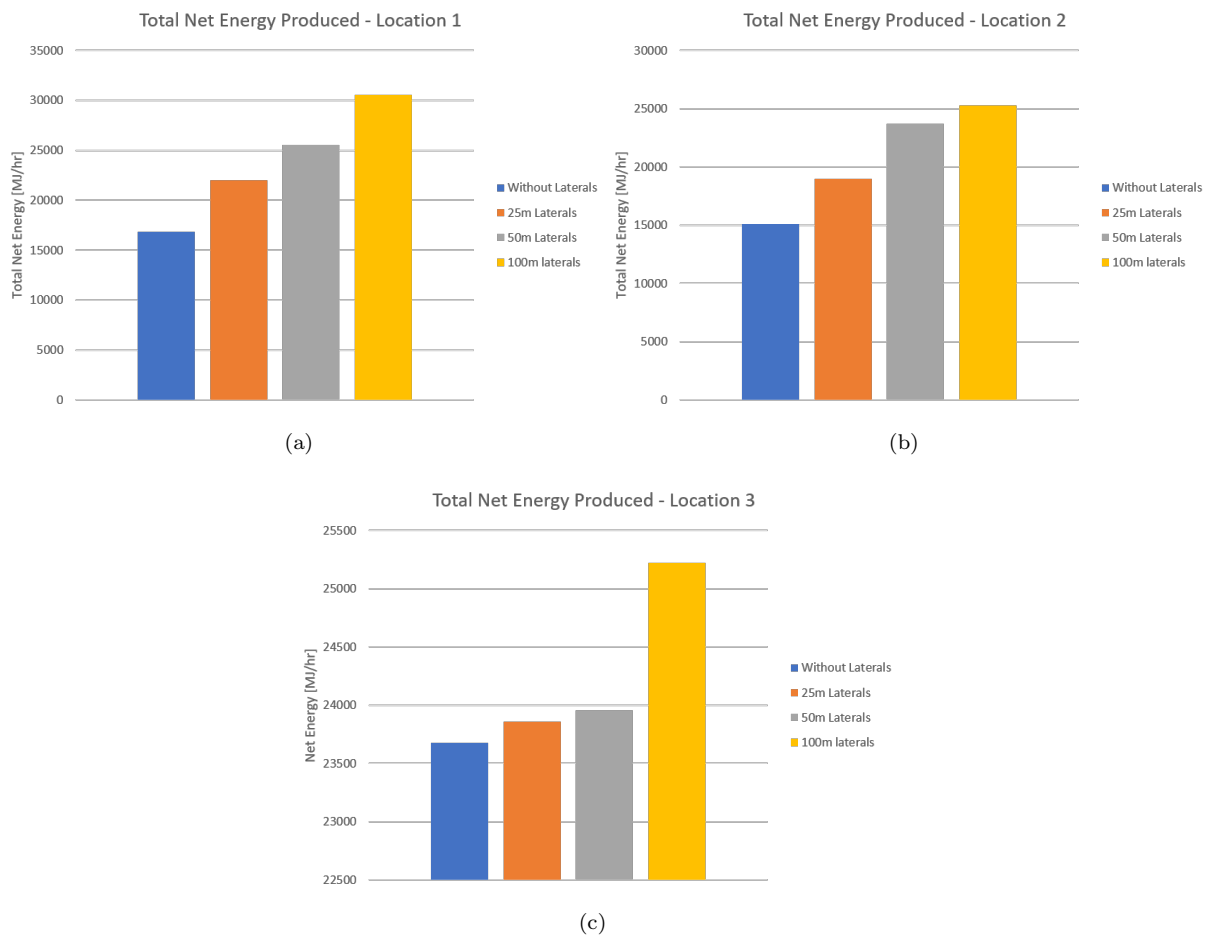 Total Net Energy Produced - Location 1
35000
30000
25000
20000
15000
10000
5000
0
Total Net Energy [MJ/hr]
Without Laterals
25m Laterals
50m Laterals
100m laterals
(a)
Total Net Energy Produced - Location 2
30000
25000
20000
15000
10000
5000
0
Total Net Energy [MJ/hr]
Without Laterals
25m Laterals
50m Laterals
100m laterals
(b)
Total Net Energy Produced - Location 3
25500
25000
24500
24000
23500
23000
22500
Net Energy [MJ/hr]
Without Laterals
25m Laterals
50m Laterals
100m laterals
(c)